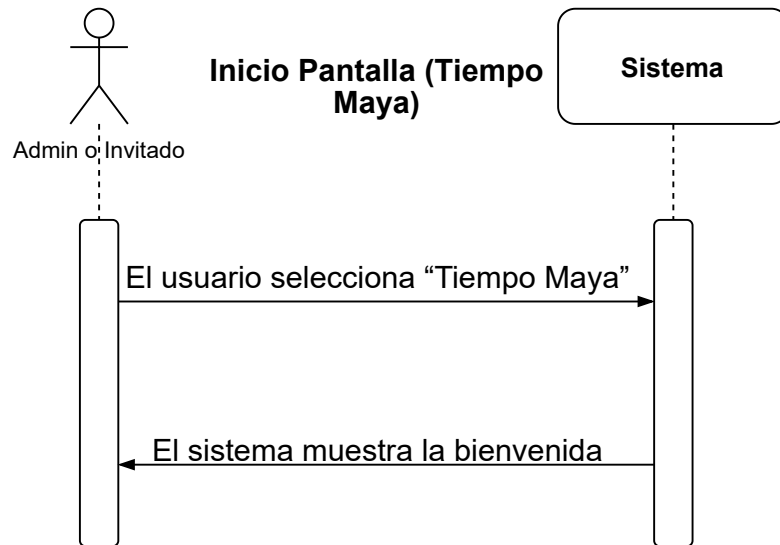 Inicio Pantalla (Tiempo
Maya)
Sistema
Admin o Invitado
El usuario selecciona “Tiempo Maya”
El sistema muestra la bienvenida